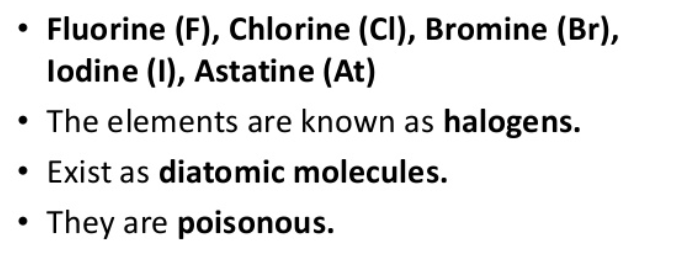 • Fluorine (F), Chlorine (Cl), Bromine (Br),
Iodine (I), Astatine (At)
• The elements are known as halogens.
• Exist as diatomic molecules.
• They are poisonous.